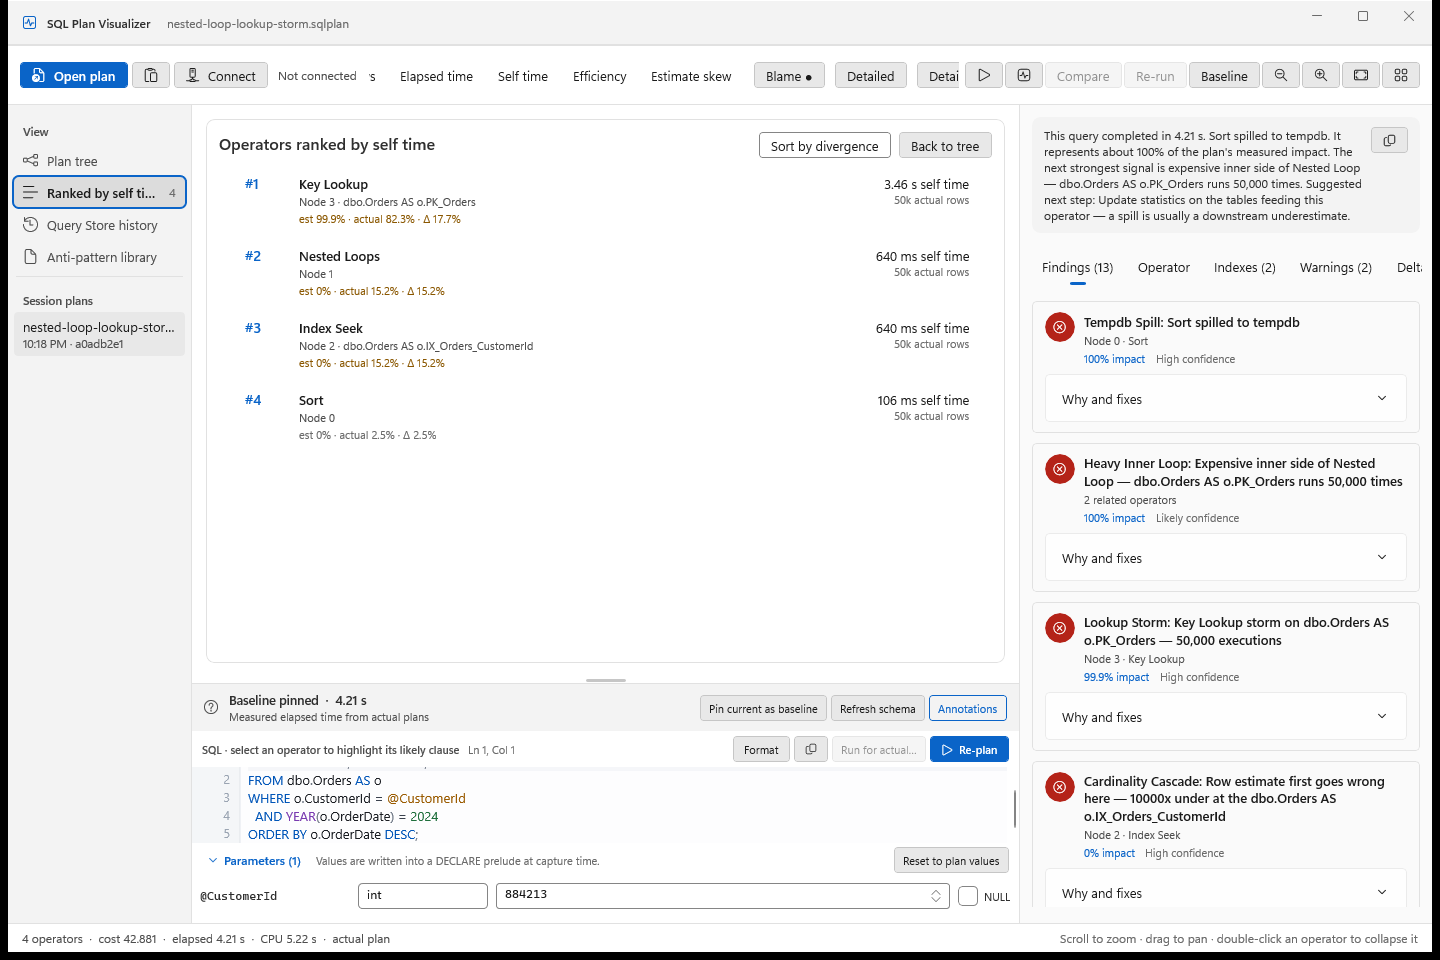 SQL Plan Visualizer nested-loop-lookup-storm.sqlplan
Open plan Connect Not connected Elapsed time Self time Efficiency Estimate skew Blame ● Detailed Detai Compare Re-run Baseline
View
Plan tree
Ranked by self ti... 4
Query Store history
Anti-pattern library
Session plans
nested-loop-lookup-stor...
10:18 PM · a0adb2e1
Operators ranked by self time
Sort by divergence Back to tree
#1 Key Lookup 3.46 s self time
Node 3 · dbo.Orders AS o.PK_Orders 50k actual rows
est 99.9% · actual 82.3% · Δ 17.7%
#2 Nested Loops 640 ms self time
Node 1 50k actual rows
est 0% · actual 15.2% · Δ 15.2%
#3 Index Seek 640 ms self time
Node 2 · dbo.Orders AS o.IX_Orders_CustomerId 50k actual rows
est 0% · actual 15.2% · Δ 15.2%
#4 Sort 106 ms self time
Node 0 50k actual rows
est 0% · actual 2.5% · Δ 2.5%
Baseline pinned · 4.21 s
Measured elapsed time from actual plans
Pin current as baseline Refresh schema Annotations
SQL · select an operator to highlight its likely clause Ln 1, Col 1
Format Run for actual... Re-plan
2 FROM dbo.Orders AS o
3 WHERE o.CustomerId = @CustomerId
4 AND YEAR(o.OrderDate) = 2024
5 ORDER BY o.OrderDate DESC;
Parameters (1) Values are written into a DECLARE prelude at capture time. Reset to plan values
@CustomerId int 884213 NULL
This query completed in 4.21 s. Sort spilled to tempdb. It
represents about 100% of the plan's measured impact. The
next strongest signal is expensive inner side of Nested Loop
— dbo.Orders AS o.PK_Orders runs 50,000 times. Suggested
next step: Update statistics on the tables feeding this
operator — a spill is usually a downstream underestimate.
Findings (13) Operator Indexes (2) Warnings (2) Delta
Tempdb Spill: Sort spilled to tempdb
Node 0 · Sort
100% impact High confidence
Why and fixes
Heavy Inner Loop: Expensive inner side of Nested
Loop — dbo.Orders AS o.PK_Orders runs 50,000 times
2 related operators
100% impact Likely confidence
Why and fixes
Lookup Storm: Key Lookup storm on dbo.Orders AS
o.PK_Orders — 50,000 executions
Node 3 · Key Lookup
99.9% impact High confidence
Why and fixes
Cardinality Cascade: Row estimate first goes wrong
here — 10000x under at the dbo.Orders AS
o.IX_Orders_CustomerId
Node 2 · Index Seek
0% impact High confidence
Why and fixes
4 operators · cost 42.881 · elapsed 4.21 s · CPU 5.22 s · actual plan
Scroll to zoom · drag to pan · double-click an operator to collapse it